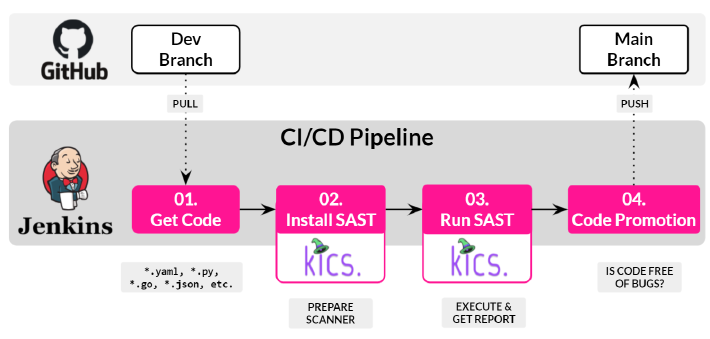 GitHub
Dev
Branch
Main
Branch
PULL
PUSH
CI/CD Pipeline
Jenkins
01.
Get Code
02.
Install SAST
03.
Run SAST
04.
Code Promotion
KICS.
KICS.
*.yaml, *.py,
*.go, *.json, etc.
PREPARE
SCANNER
EXECUTE &
GET REPORT
IS CODE FREE
OF BUGS?